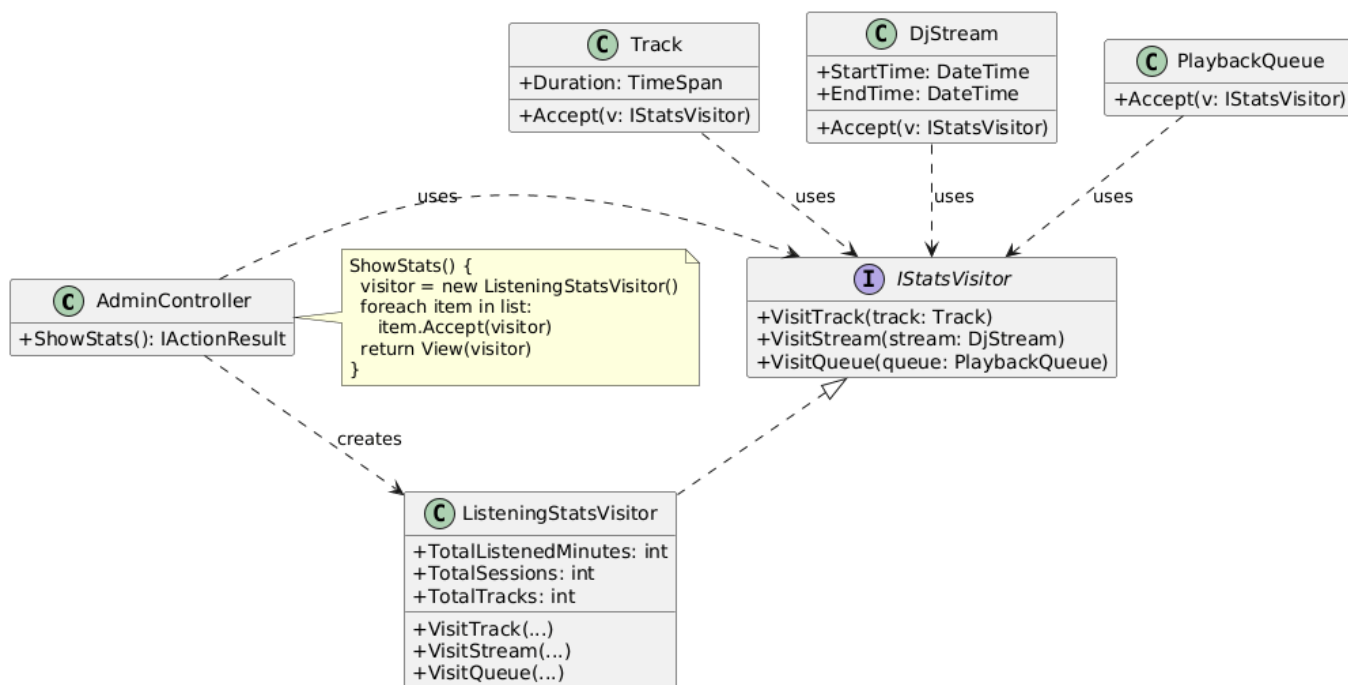 C Track
+Duration: TimeSpan
+Accept(v: IStatsVisitor)
C DjStream
+StartTime: DateTime
+EndTime: DateTime
+Accept(v: IStatsVisitor)
C PlaybackQueue
+Accept(v: IStatsVisitor)
uses
uses
uses
uses
C AdminController
+ShowStats(): IActionResult
ShowStats() {
visitor = new ListeningStatsVisitor()
foreach item in list:
item.Accept(visitor)
return View(visitor)
}
I IStatsVisitor
+VisitTrack(track: Track)
+VisitStream(stream: DjStream)
+VisitQueue(queue: PlaybackQueue)
creates
C ListeningStatsVisitor
+TotalListenedMinutes: int
+TotalSessions: int
+TotalTracks: int
+VisitTrack(...)
+VisitStream(...)
+VisitQueue(...)